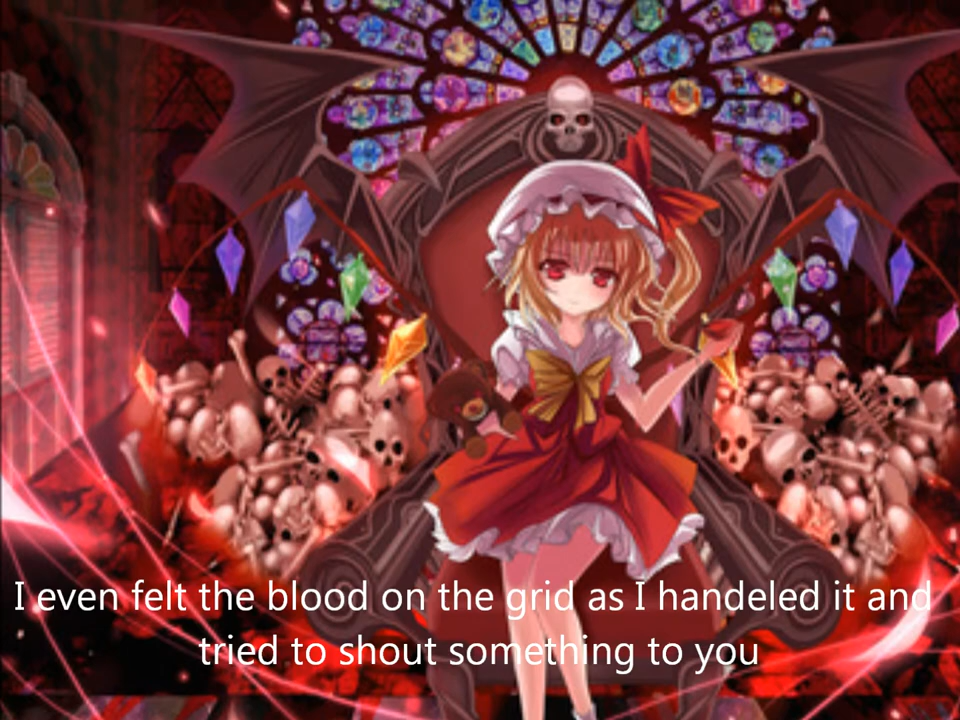 I even felt the blood on the grid as I handeled it and
tried to shout something to you